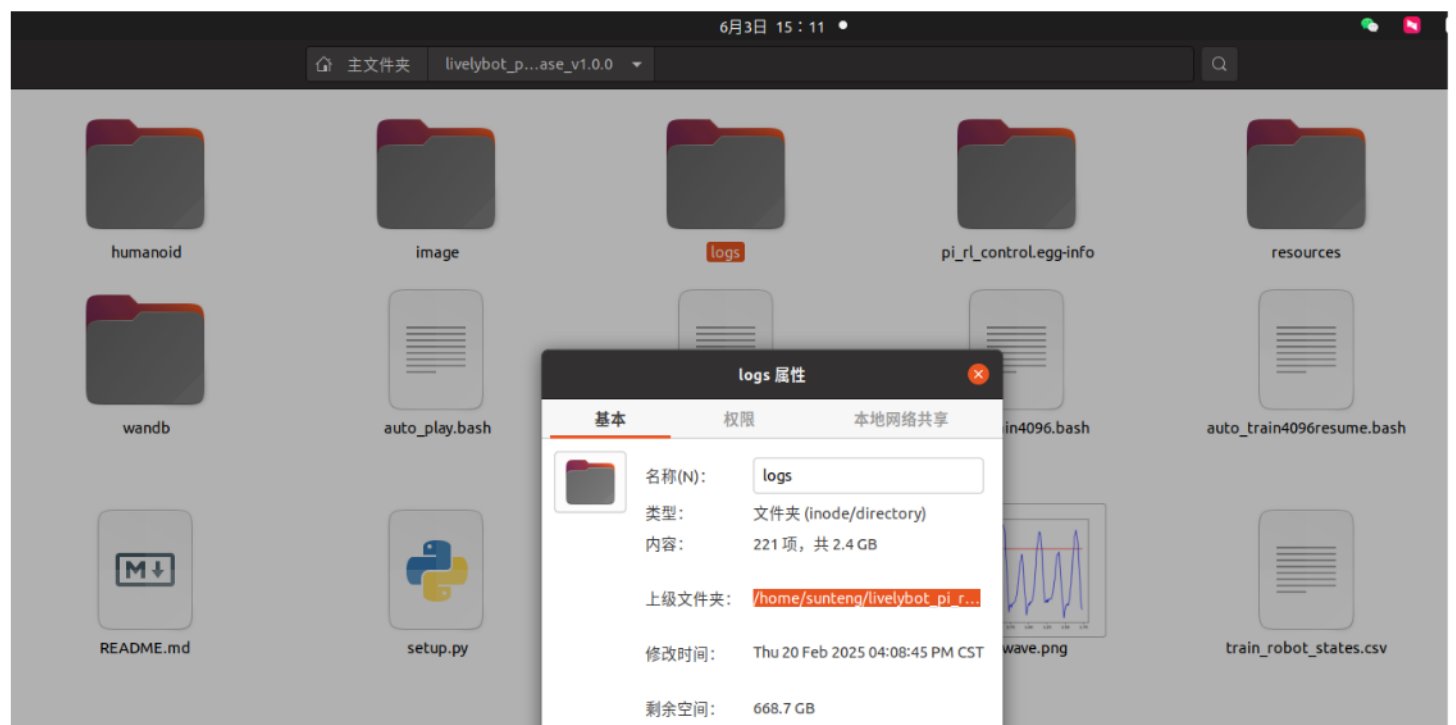 6月3日 15：11
主文件夹 livelybot_p...ase_v1.0.0
humanoid image logs pi_rl_control.egg-info resources
wandb auto_play.bash in4096.bash auto_train4096resume.bash
README.md setup.py wave.png train_robot_states.csv
logs 属性
基本 权限 本地网络共享
名称(N)： logs
类型： 文件夹 (inode/directory)
内容： 221 项，共 2.4 GB
上级文件夹： /home/sunteng/livelybot_pi_r...
修改时间： Thu 20 Feb 2025 04:08:45 PM CST
剩余空间： 668.7 GB